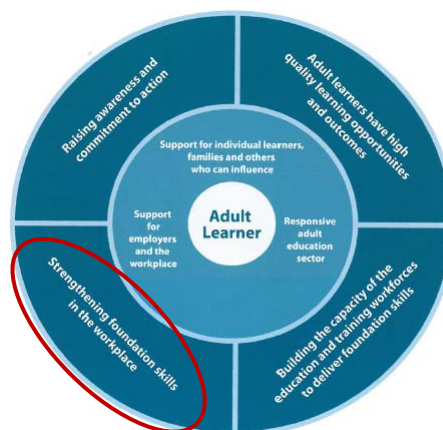 Raising awareness and
commitment to action
Adult learners have high
quality learning opportunities
and outcomes
Support for individual learners,
families and others
who can influence
Support
for
employers
and the
workplace
Adult
Learner
Responsive
adult
education
sector
Strengthening foundation skills
in the workplace
Building the capacity of the
education and training workforces
to deliver foundation skills